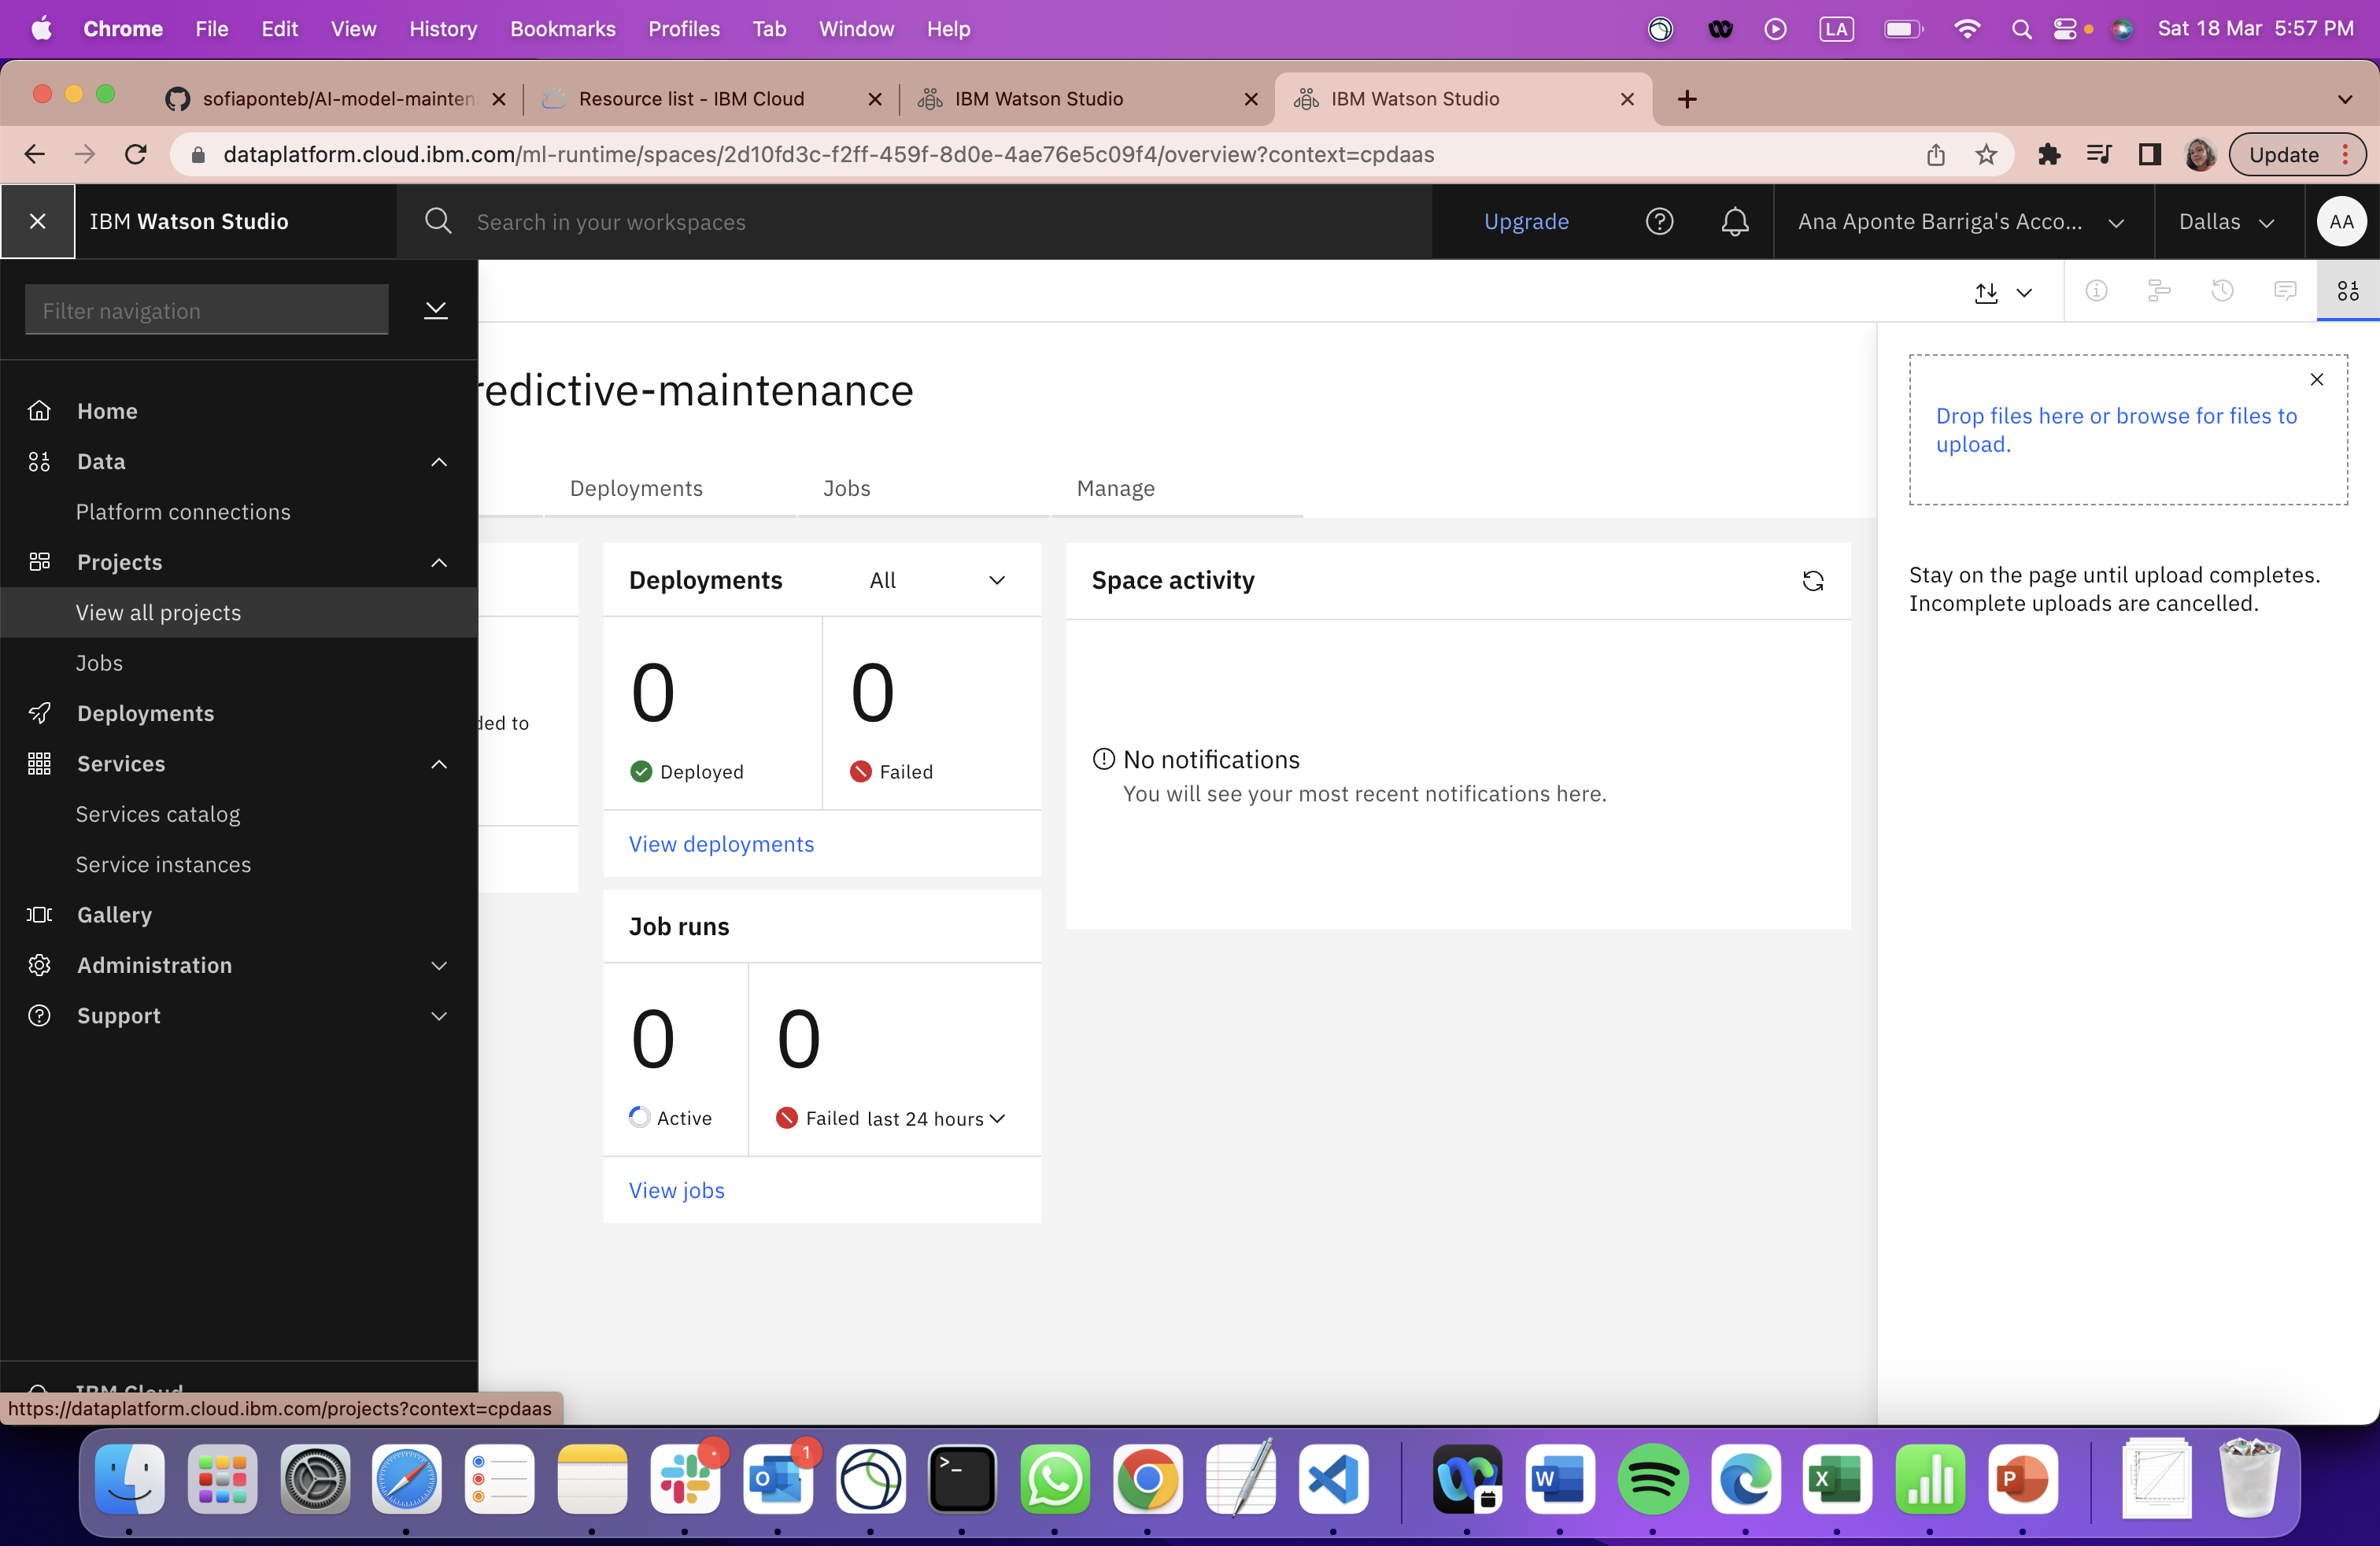 Chrome File Edit View History Bookmarks Profiles Tab Window Help LA Sat 18 Mar 5:57 PM
sofiaponteb/AI-model-mainten Resource list - IBM Cloud IBM Watson Studio IBM Watson Studio
dataplatform.cloud.ibm.com/ml-runtime/spaces/2d10fd3c-f2ff-459f-8d0e-4ae76e5c09f4/overview?context=cpdaas Update
IBM Watson Studio Search in your workspaces Upgrade Ana Aponte Barriga's Acco... Dallas AA
Filter navigation
Home
Data
Platform connections
Projects
View all projects
Jobs
Deployments
Services
Services catalog
Service instances
Gallery
Administration
Support
IBM Cloud
https://dataplatform.cloud.ibm.com/projects?context=cpdaas
redictive-maintenance
Deployments Jobs Manage
ded to
Deployments All
0 0
Deployed Failed
View deployments
Job runs
0 0
Active Failed last 24 hours
View jobs
Space activity
No notifications
You will see your most recent notifications here.
Drop files here or browse for files to
upload.
Stay on the page until upload completes.
Incomplete uploads are cancelled.
1